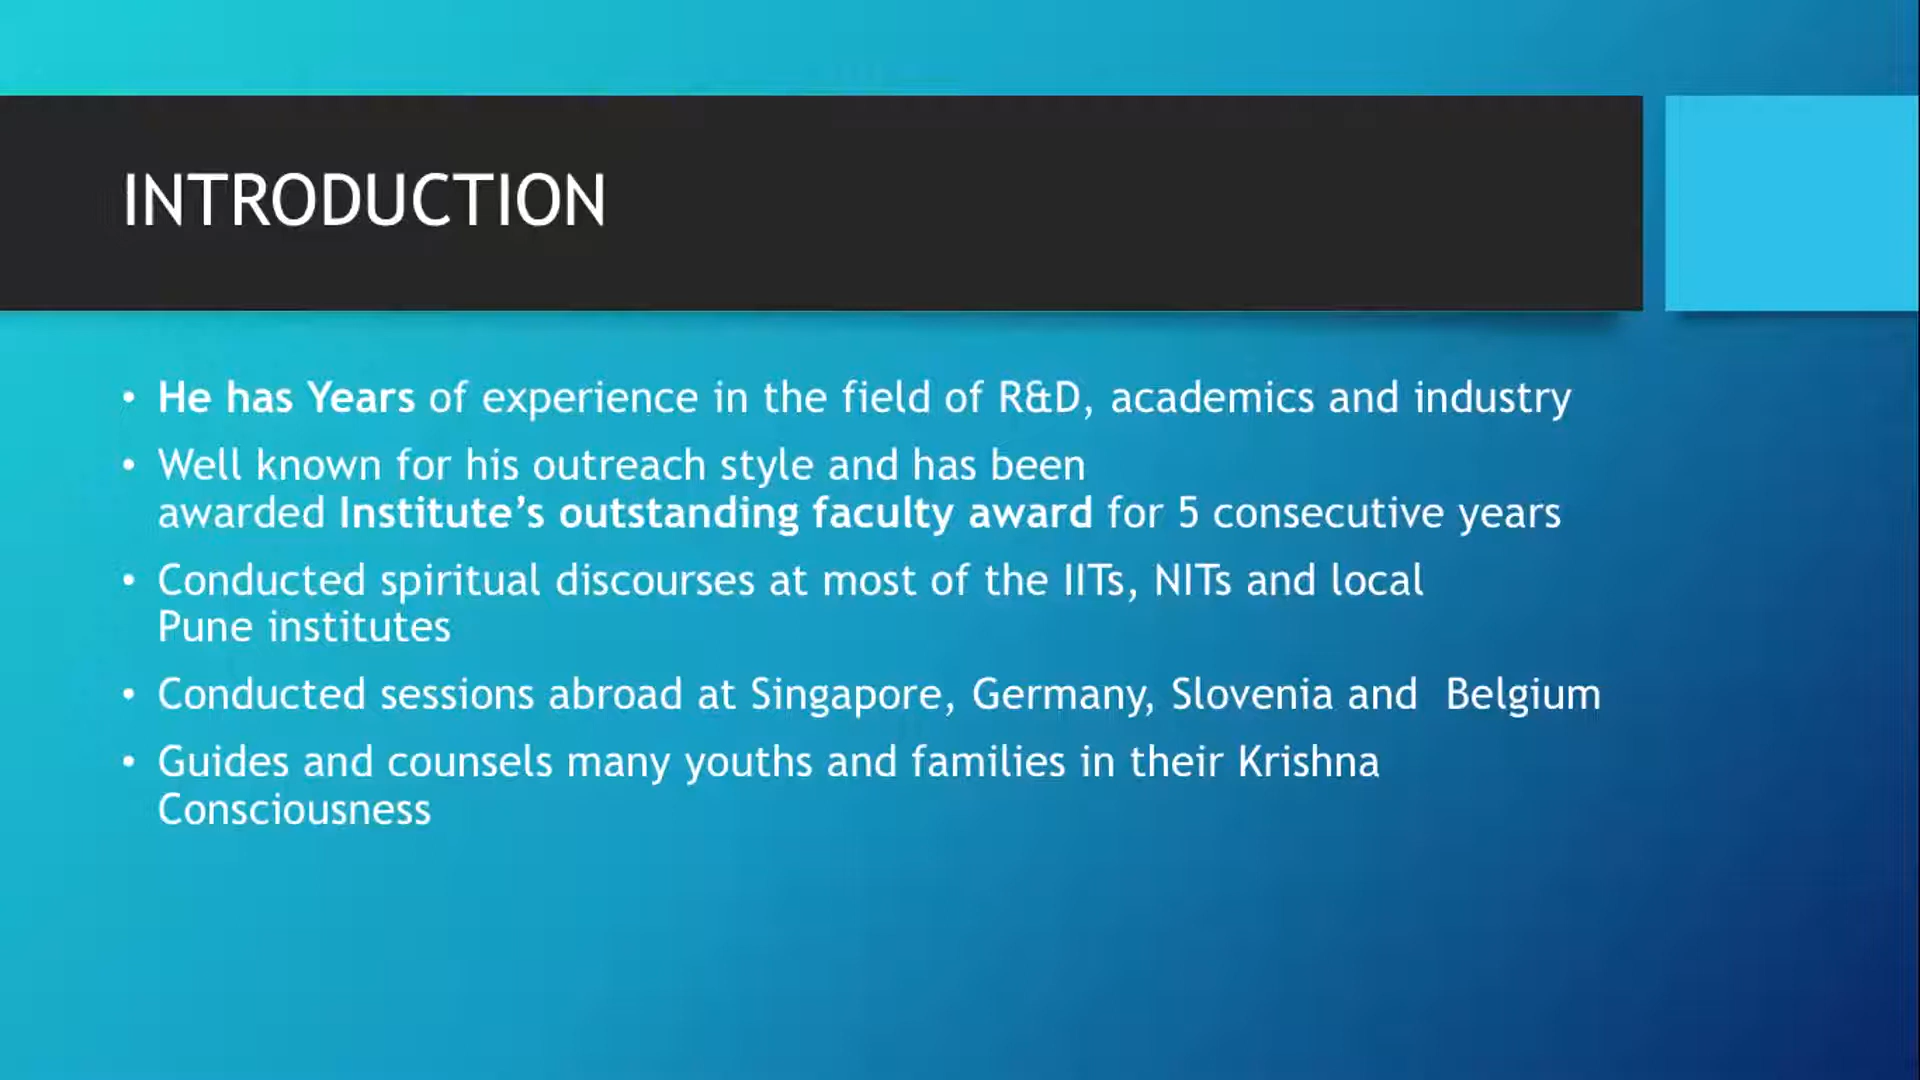 INTRODUCTION
• He has Years of experience in the field of R&D, academics and industry
• Well known for his outreach style and has been
awarded Institute’s outstanding faculty award for 5 consecutive years
• Conducted spiritual discourses at most of the IITs, NITs and local
Pune institutes
• Conducted sessions abroad at Singapore, Germany, Slovenia and  Belgium
• Guides and counsels many youths and families in their Krishna
Consciousness